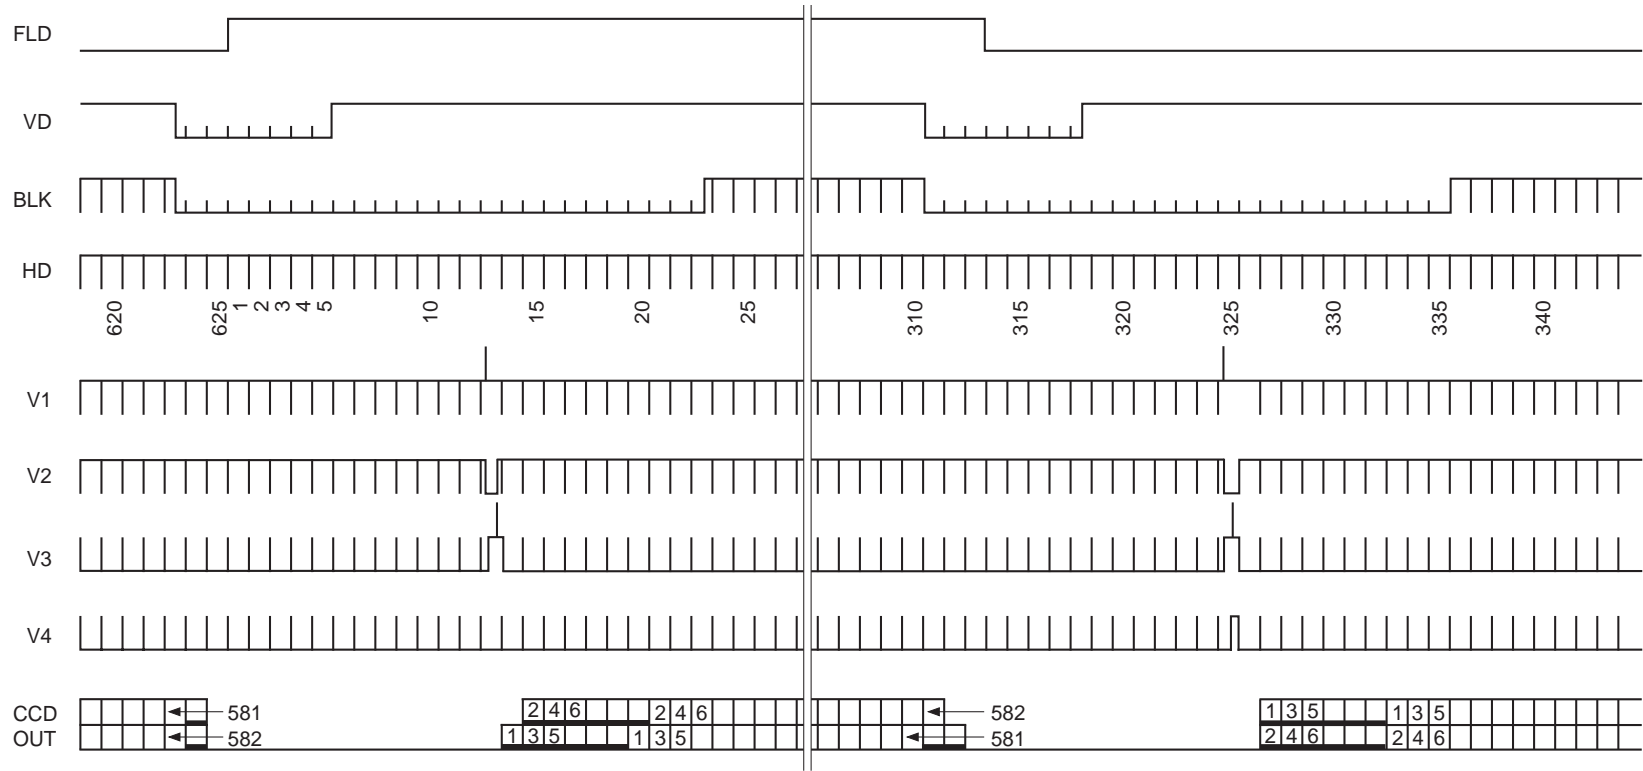 FLD
VD
BLK
HD
620 625 1 2 3 4 5 10 15 20 25 310 315 320 325 330 335 340
V1
V2
V3
V4
CCD OUT
581 2 4 6 2 4 6 582 1 3 5 1 3 5
582 1 3 5 1 3 5 581 2 4 6 2 4 6